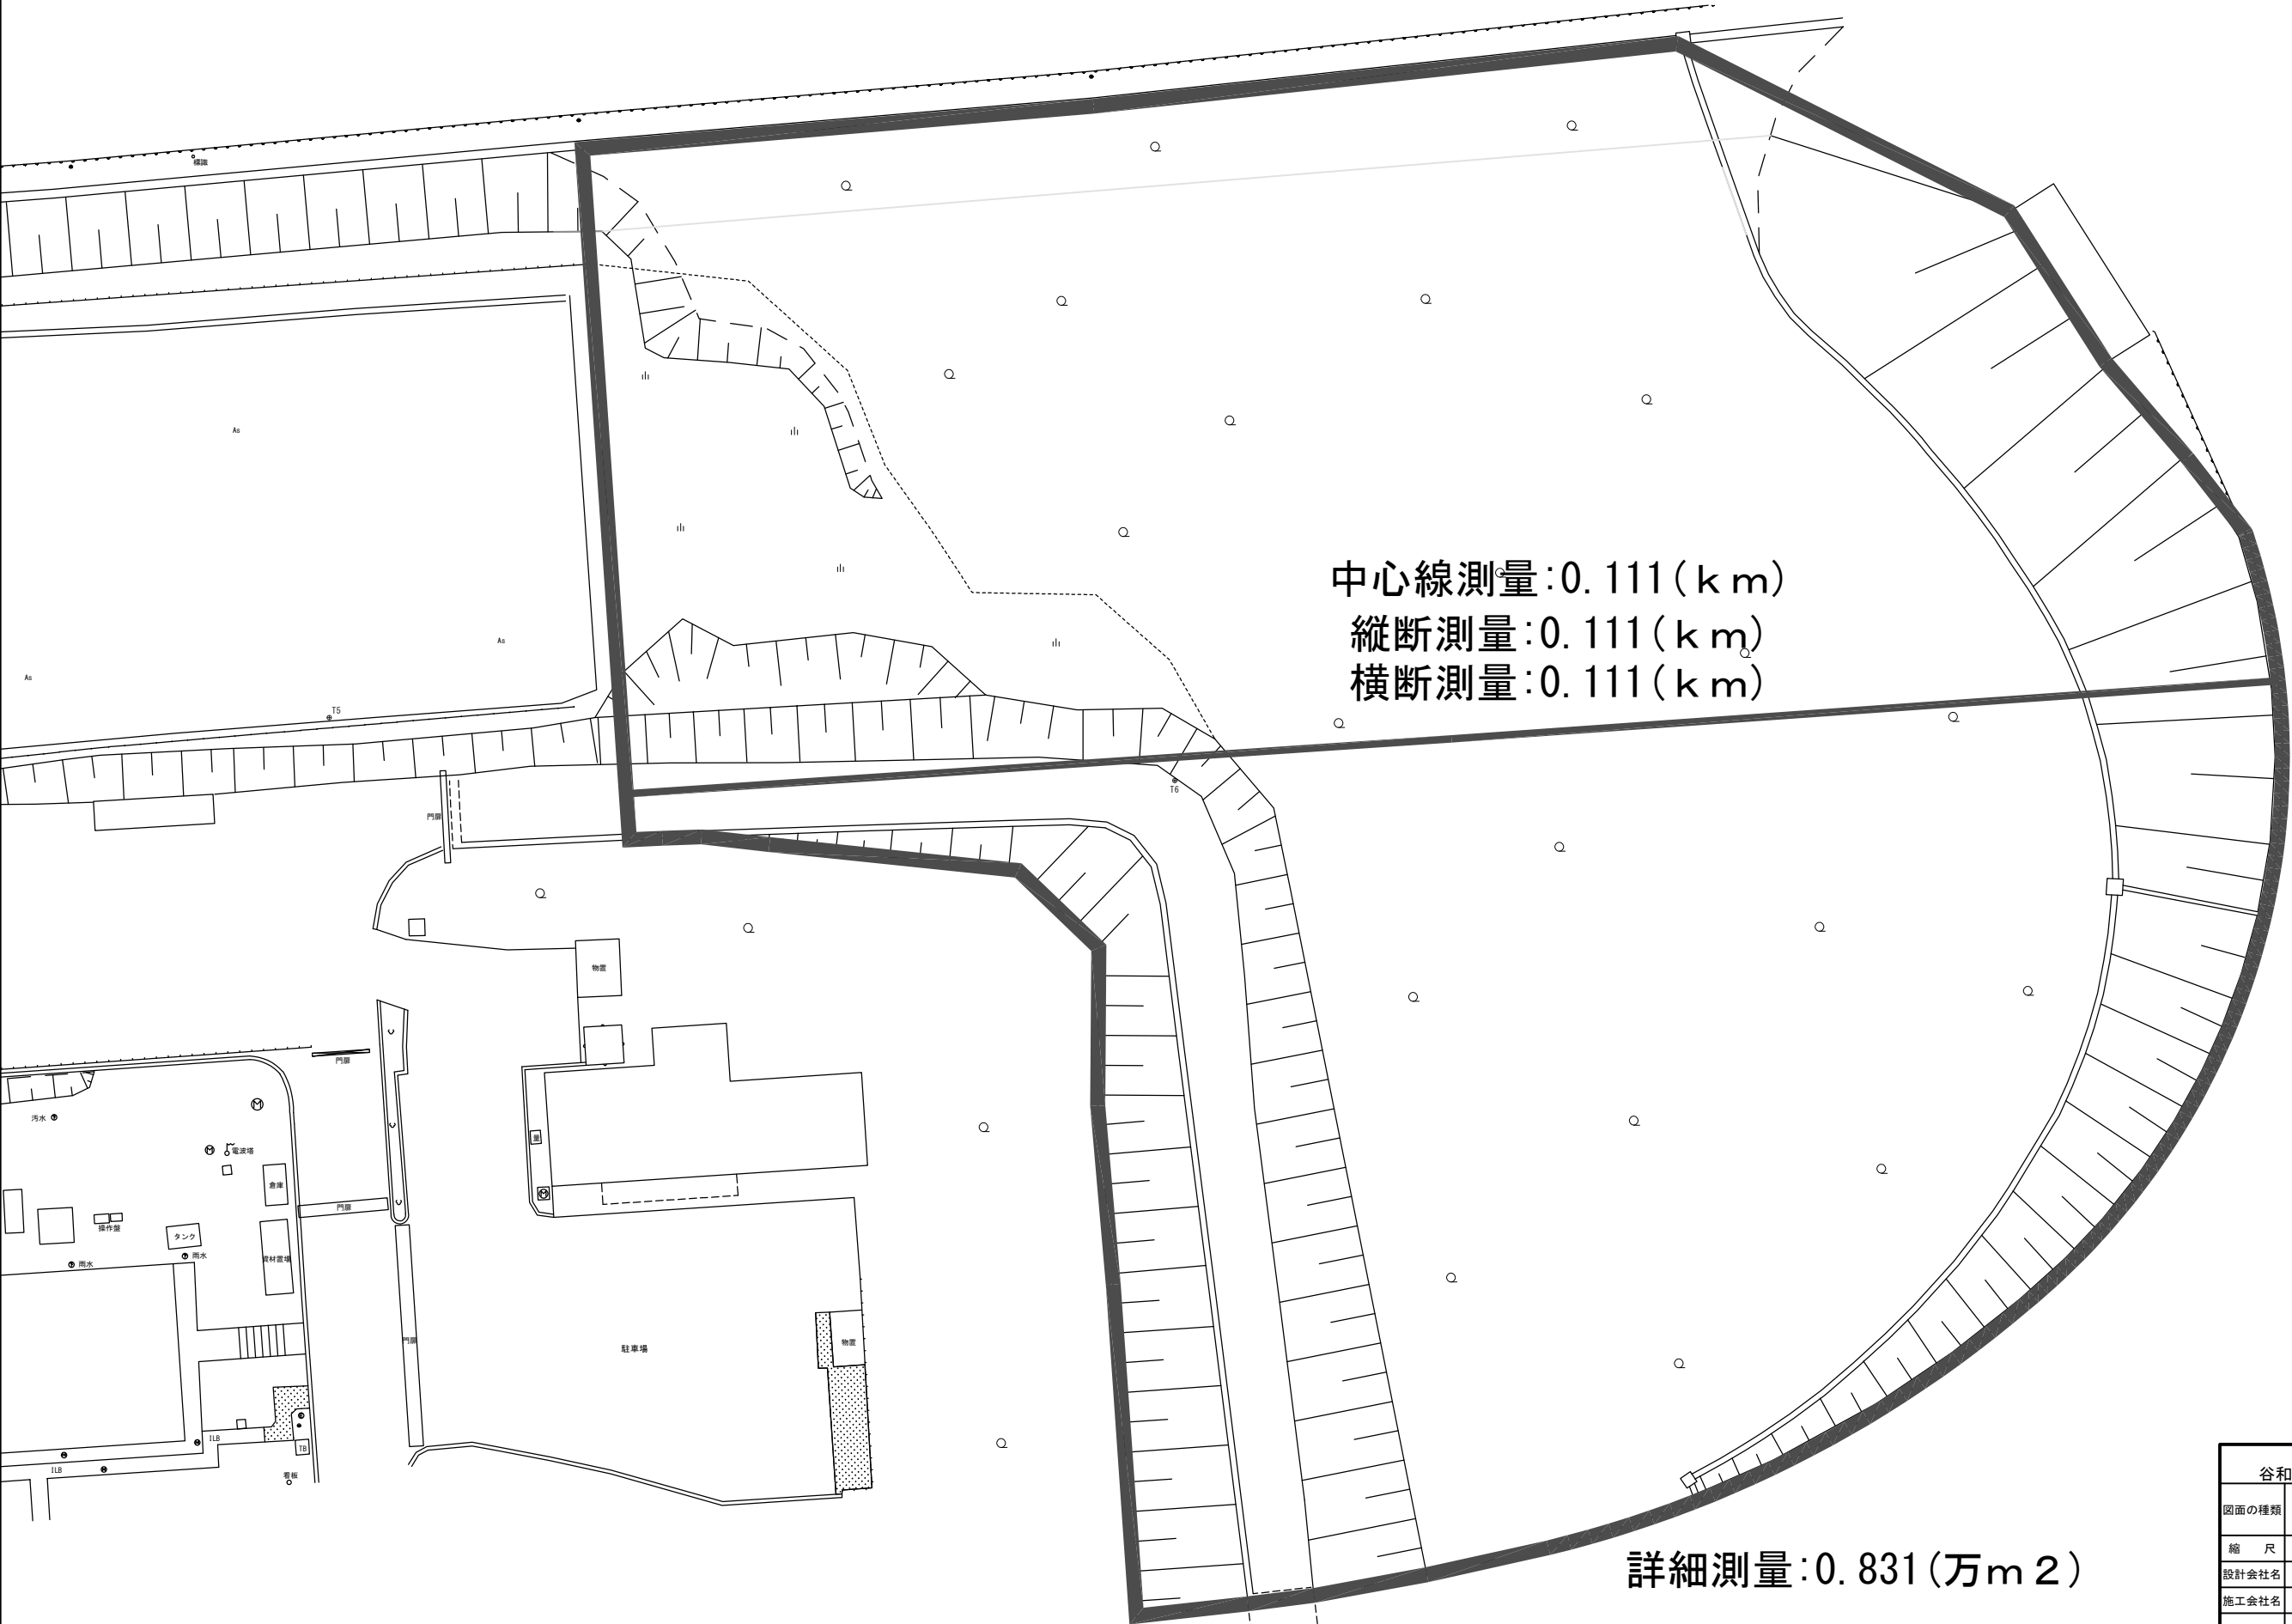 標識
As
As
As
T5
中心線測量:0.111(ｋｍ)
縦断測量:0.111(ｋｍ)
横断測量:0.111(ｋｍ)
T6
門扉
物置
門扉
汚水
電波塔
倉庫
量
門扉
操作盤
タンク
雨水
雨水
資材置場
門扉
駐車場
物置
ILB
TB
ILB
看板
詳細測量:0.831(万ｍ２)
谷和
図面の種類
縮　尺
設計会社名
施工会社名